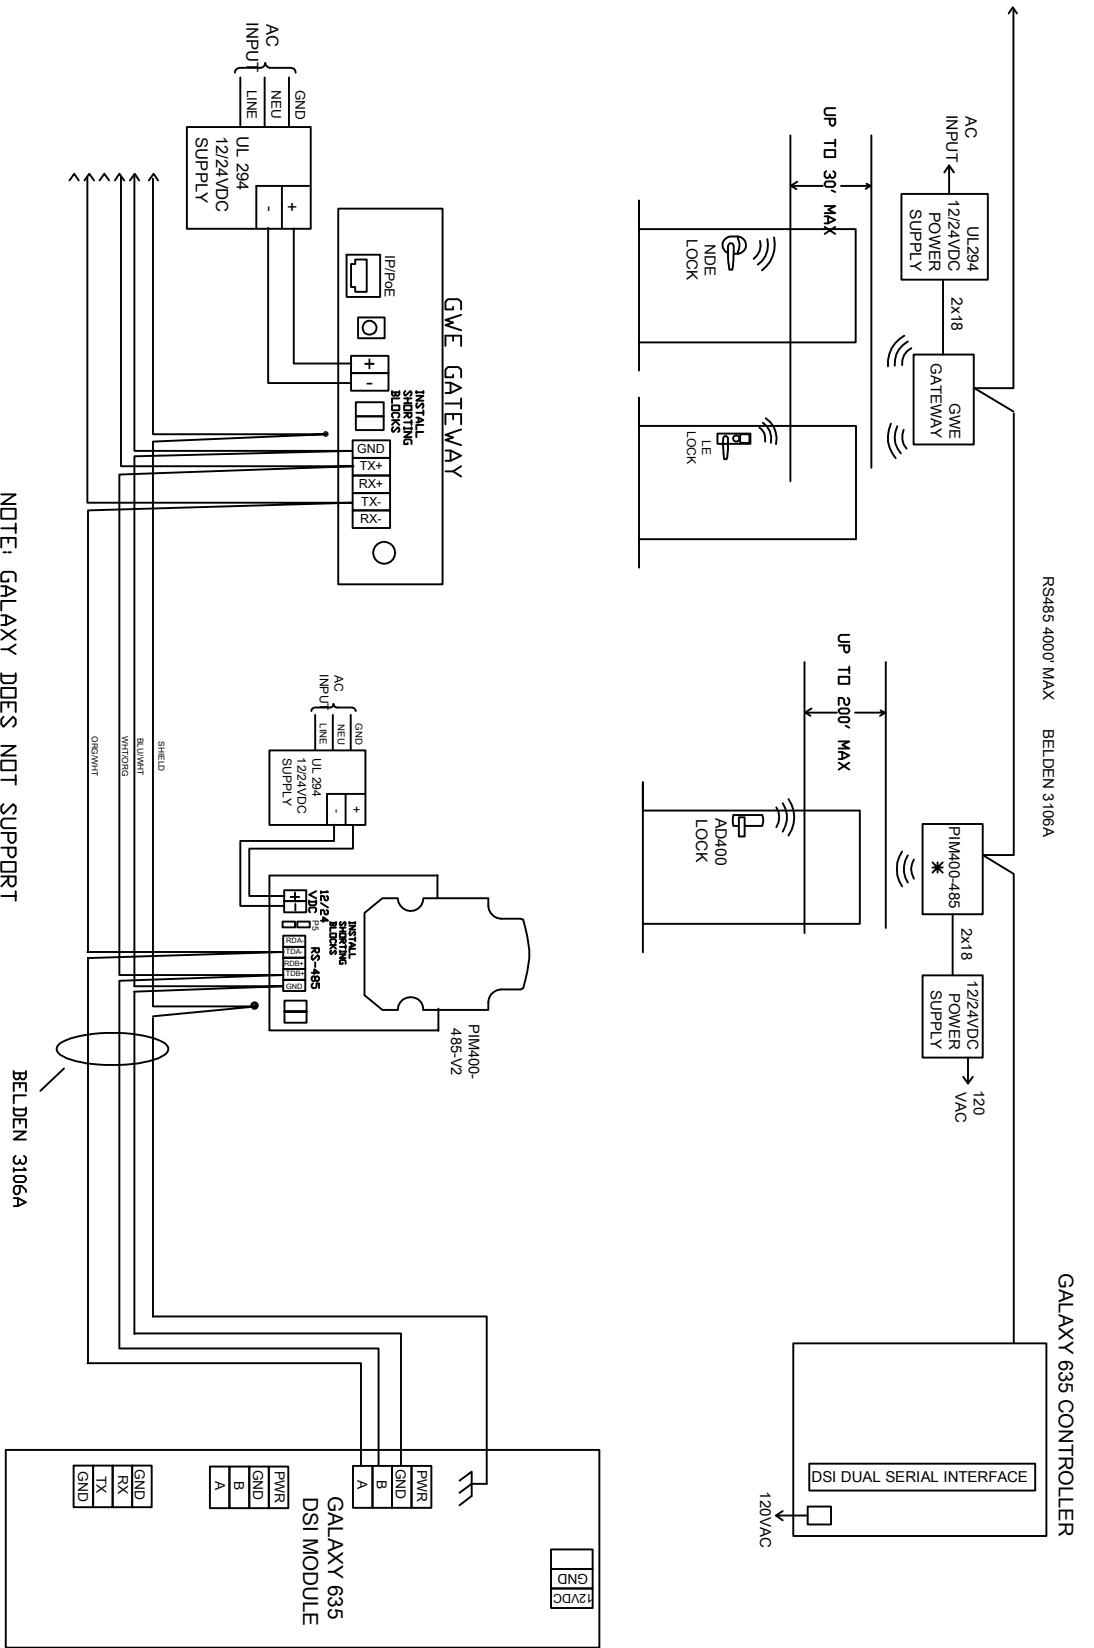 RS485 4000' MAX BELDEN 3106A
GALAXY 635 CONTROLLER
AC
INPUT
UL294
12/24VDC
POWER
SUPPLY
2x18
GWE
GATEWAY
PIM400-485
*
2x18
12/24VDC
POWER
SUPPLY
120
VAC
DSI DUAL SERIAL INTERFACE
120VAC
UP TO 30' MAX
NDE
LOCK
LE
LOCK
UP TO 200' MAX
AD400
LOCK
GWE GATEWAY
IP/PoE
+
-
INSTALL
SHORTING
BLOCKS
GND
TX+
RX+
TX-
RX-
AC
INPUT
GND
NEU
LINE
UL 294
12/24VDC
SUPPLY
+
-
AC
INPUT
GND
NEU
LINE
UL 294
12/24VDC
SUPPLY
+
-
PIM400-
485-V2
INSTALL
SHORTING
BLOCKS
12/24
VDC
+
-
P5
RS-485
RDA-
TDA-
RDB+
TDB+
GND
SHIELD
BLU/WHT
WHT/ORG
ORG/WHT
BELDEN 3106A
12VDC
GND
GALAXY 635
DSI MODULE
PWR
GND
B
A
PWR
GND
B
A
GND
RX
TX
GND
NOTE: GALAXY DOES NOT SUPPORT